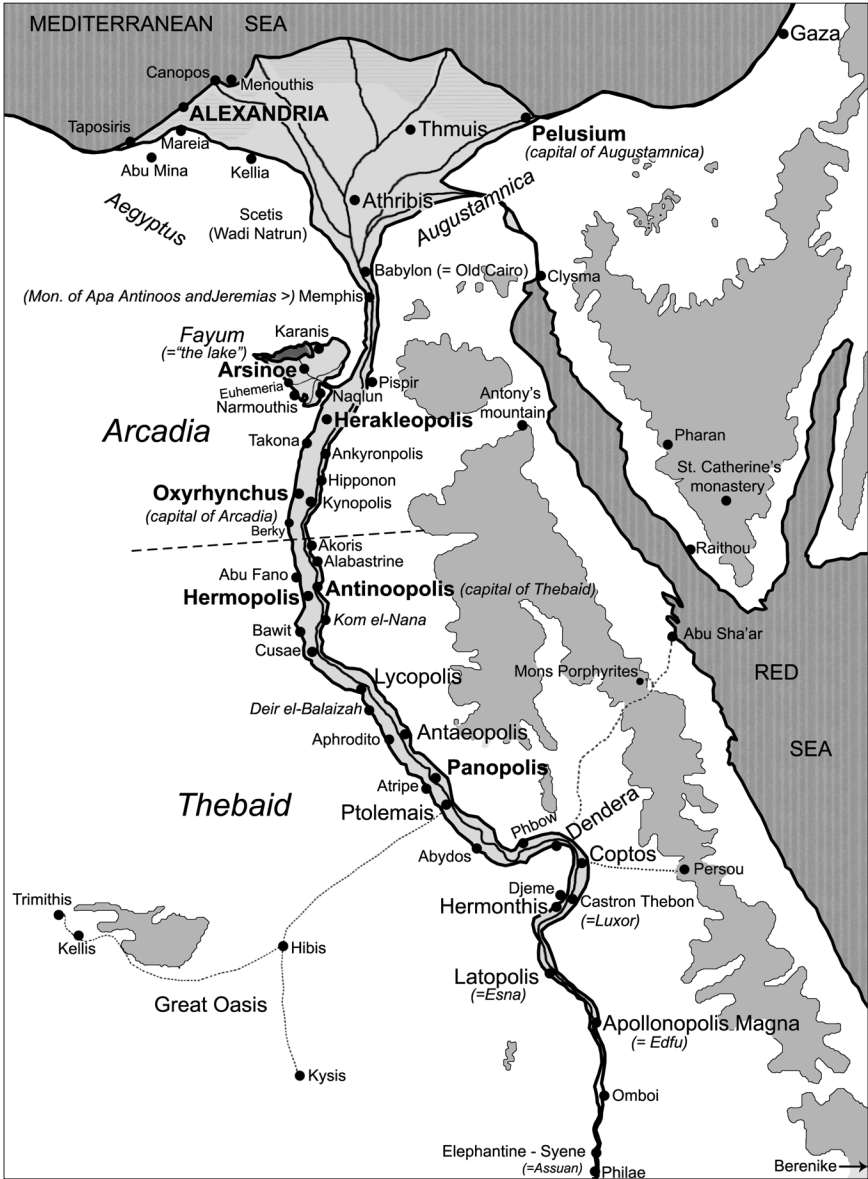 MEDITERRANEAN SEA
Gaza
Canopos
Menouthis
ALEXANDRIA
Taposiris
Mareia
Thmuis
Pelusium
(capital of Augustamnica)
Abu Mina
Kellia
Aegyptus
Athribis
Augustamnica
Scetis
(Wadi Natrun)
Babylon (= Old Cairo)
Clysma
(Mon. of Apa Antinoos andJeremias >) Memphis
Fayum
(=“the lake”)
Karanis
Arsinoe
Euhemeria
Narmouthis
Naqlun
Pispir
Antony’s
mountain
Arcadia
Herakleopolis
Takona
Ankyronpolis
Pharan
St. Catherine’s
monastery
Hipponon
Oxyrhynchus
(capital of Arcadia)
Kynopolis
Berky
Akoris
Raithou
Alabastrine
Abu Fano
Antinoopolis (capital of Thebaid)
Hermopolis
Kom el-Nana
Bawit
Abu Sha’ar
Cusae
RED
SEA
Mons Porphyrites
Lycopolis
Deir el-Balaizah
Antaeopolis
Aphrodito
Panopolis
Atripe
Thebaid
Ptolemais
Phbow
Dendera
Abydos
Coptos
Persou
Djeme
Castron Thebon
(=Luxor)
Hermonthis
Trimithis
Kellis
Hibis
Great Oasis
Latopolis
(=Esna)
Apollonopolis Magna
(= Edfu)
Kysis
Omboi
Elephantine - Syene
(=Assuan)
Philae
Berenike